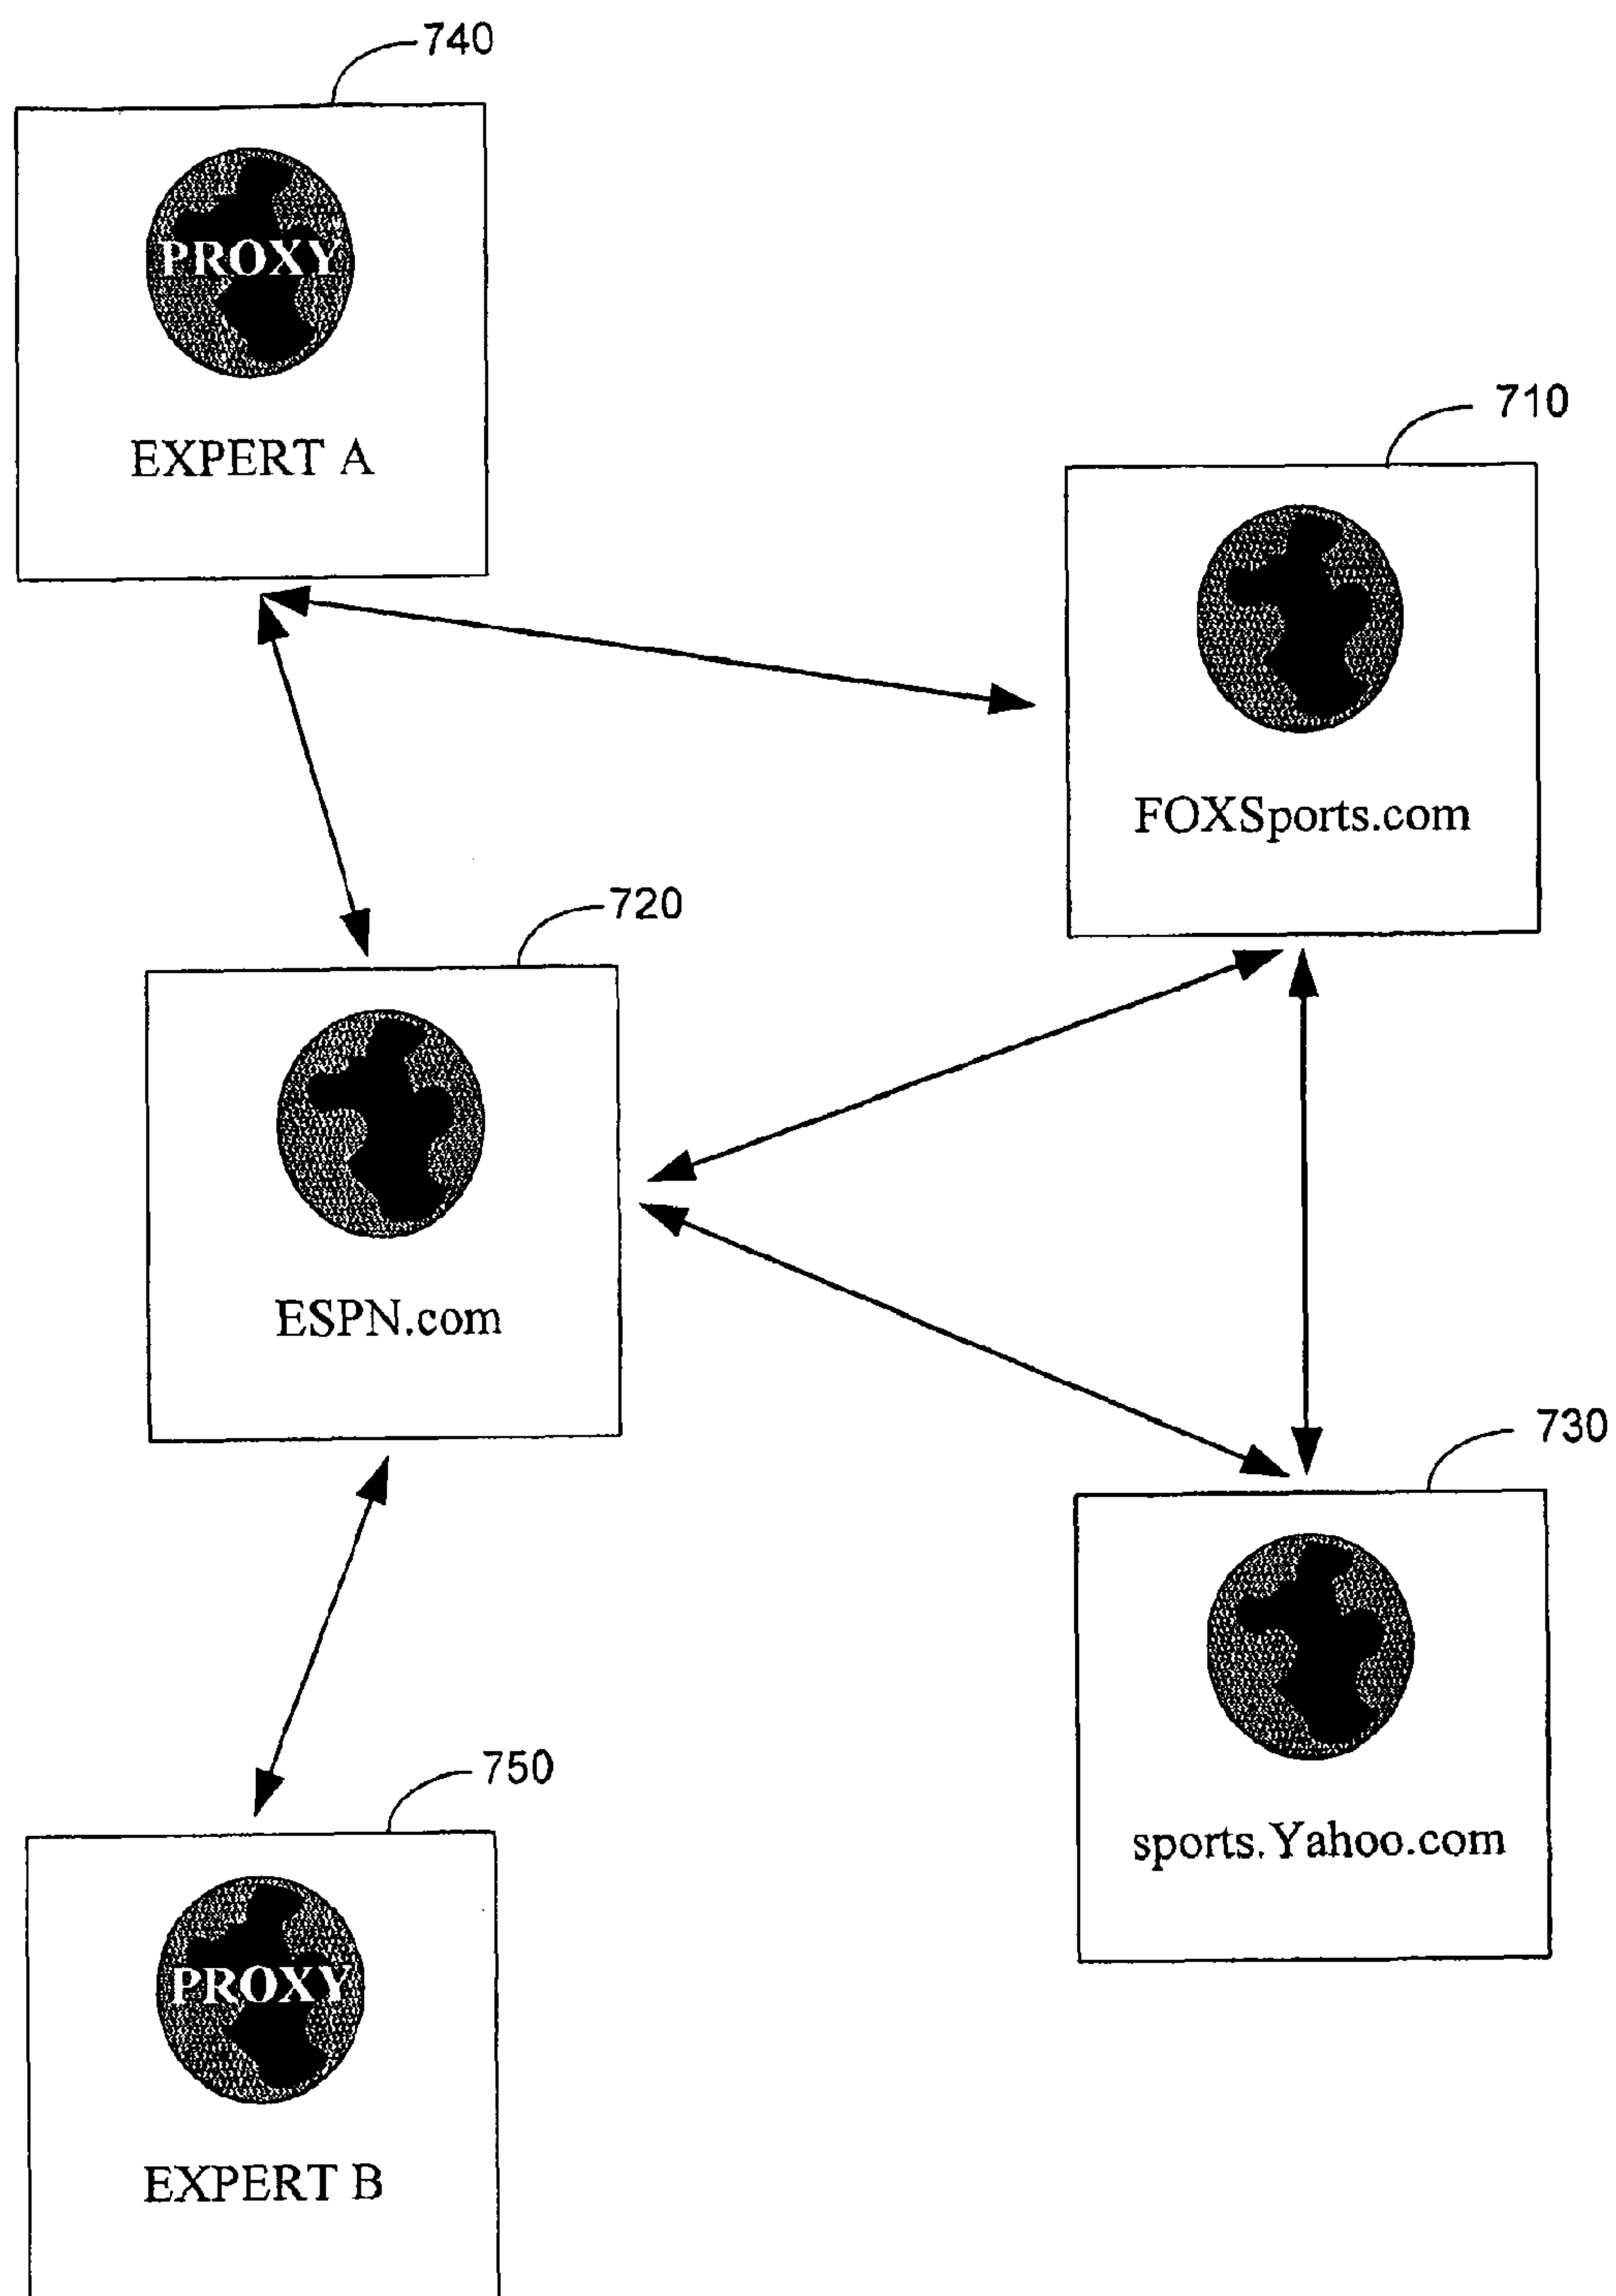 740
PROXY
EXPERT A
710
FOXSports.com
720
ESPN.com
730
sports.Yahoo.com
750
PROXY
EXPERT B